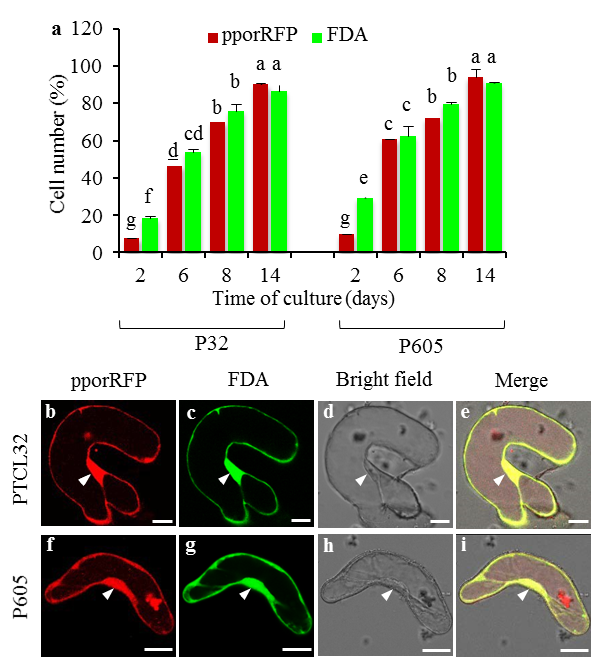 a
pporRFP FDA
Cell number (%)
120
100
80
60
40
20
0
g f d cd b b a a
g e c c b b a a
2 6 8 14 2 6 8 14
Time of culture (days)
P32 P605
pporRFP FDA Bright field Merge
PTCL32
b c d e
P605
f g h i